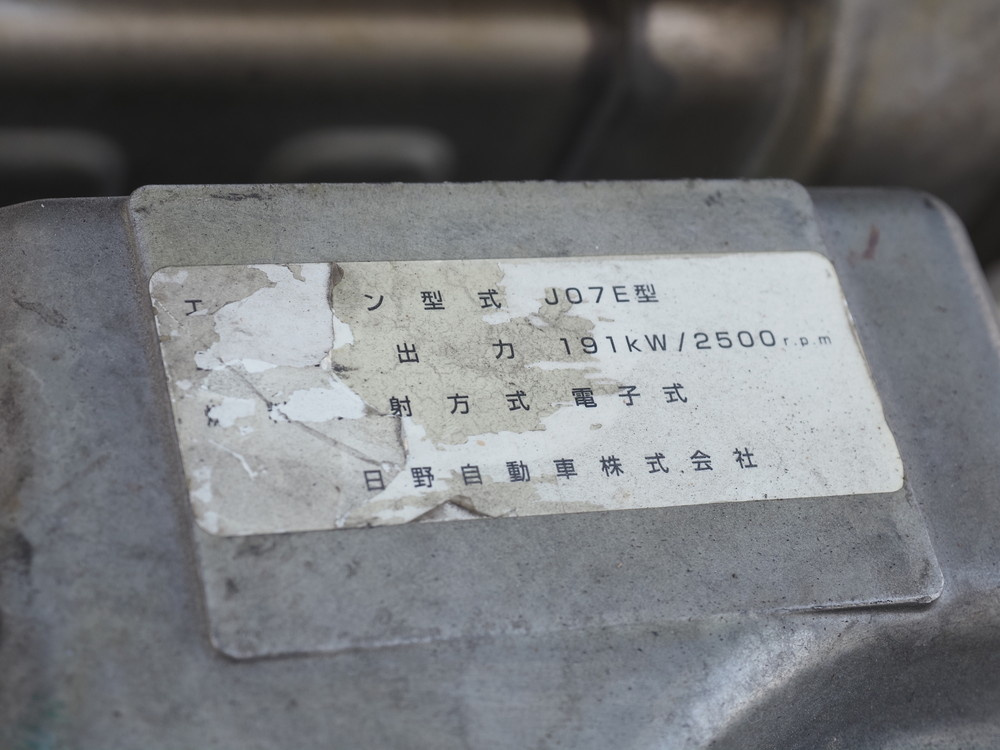 エ ン型式 J07E型
出力 191kW/2500r.p.m
射方式 電子式
日野自動車株式会社